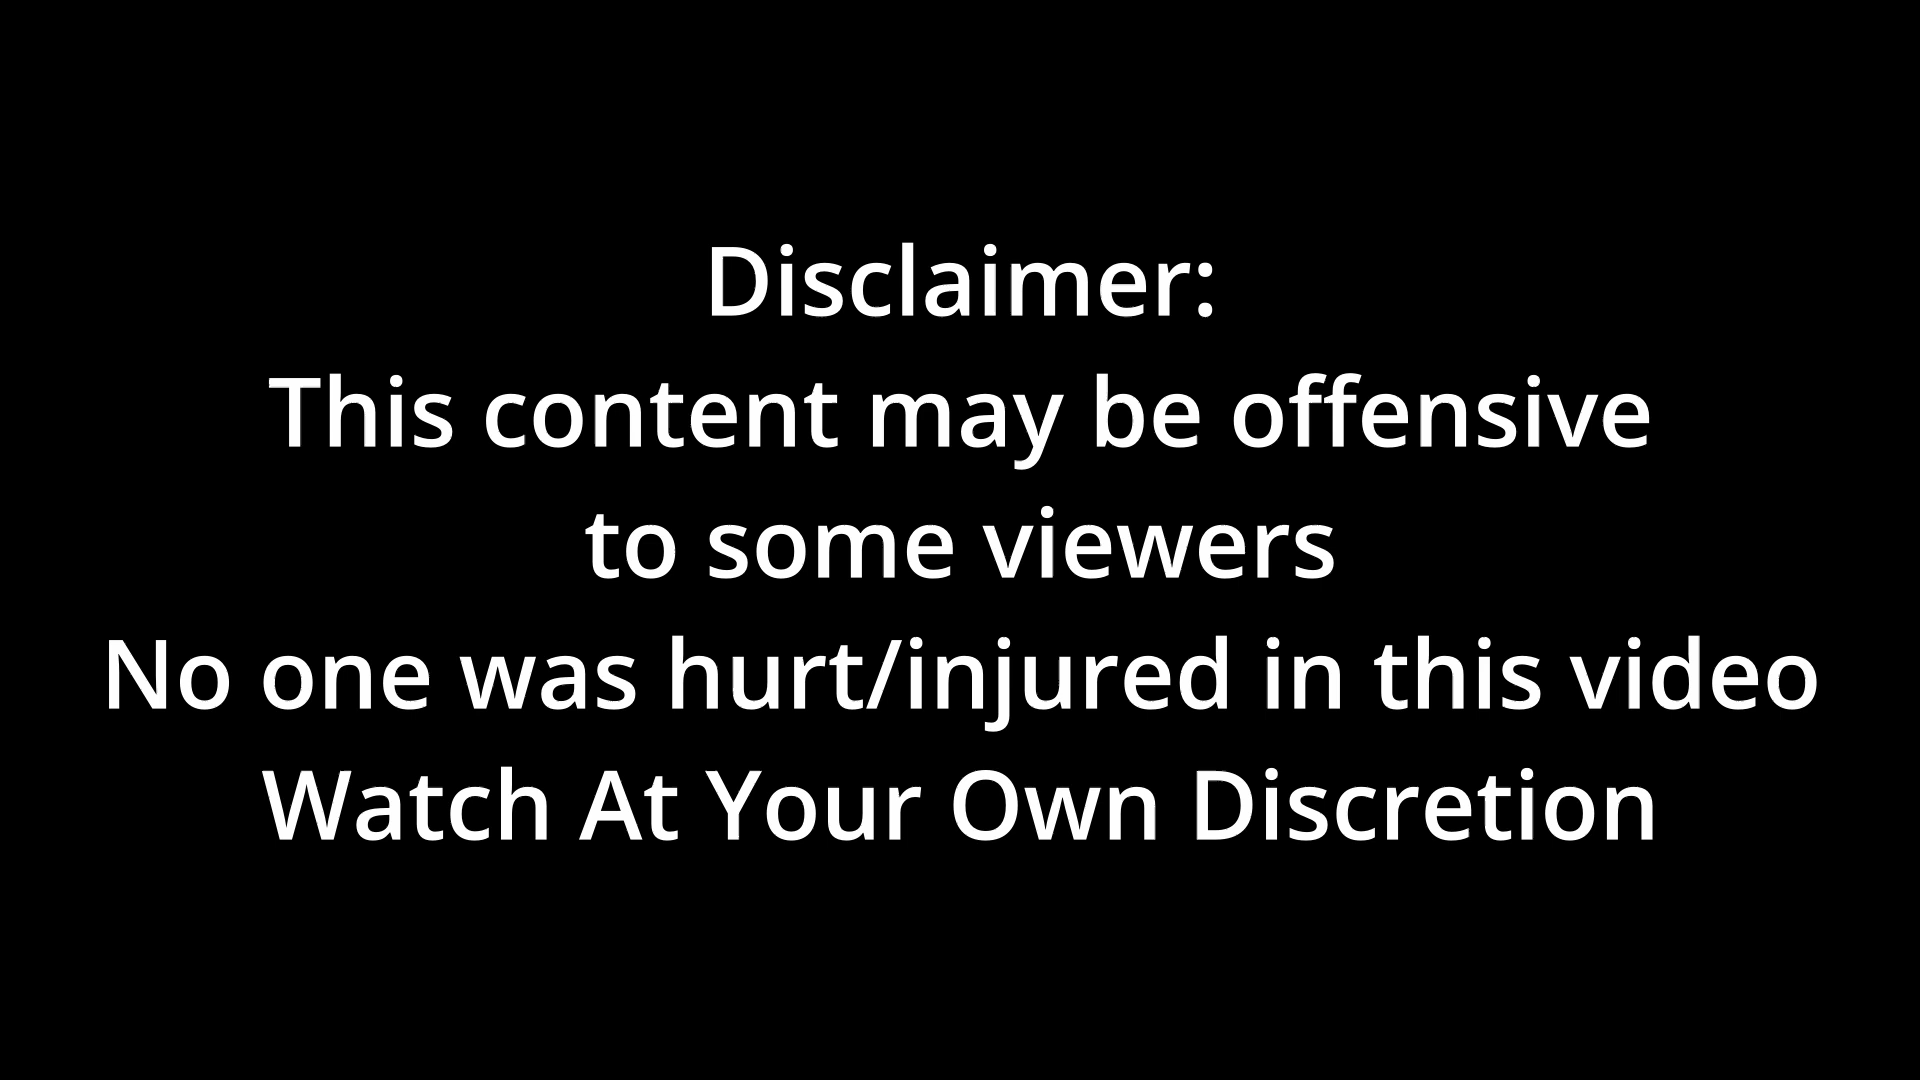 Disclaimer:
This content may be offensive
to some viewers
No one was hurt/injured in this video
Watch At Your Own Discretion